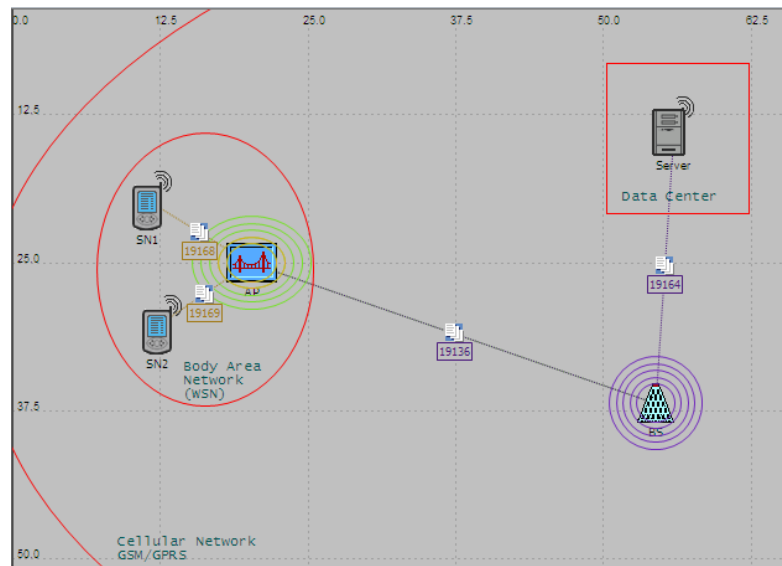 0.0
12.5
25.0
37.5
50.0
62.5
12.5
Server
Data Center
SN1
19168
25.0
AP
19164
19169
SN2
19136
Body Area
Network
(WSN)
37.5
BS
Cellular Network
GSM/GPRS
50.0